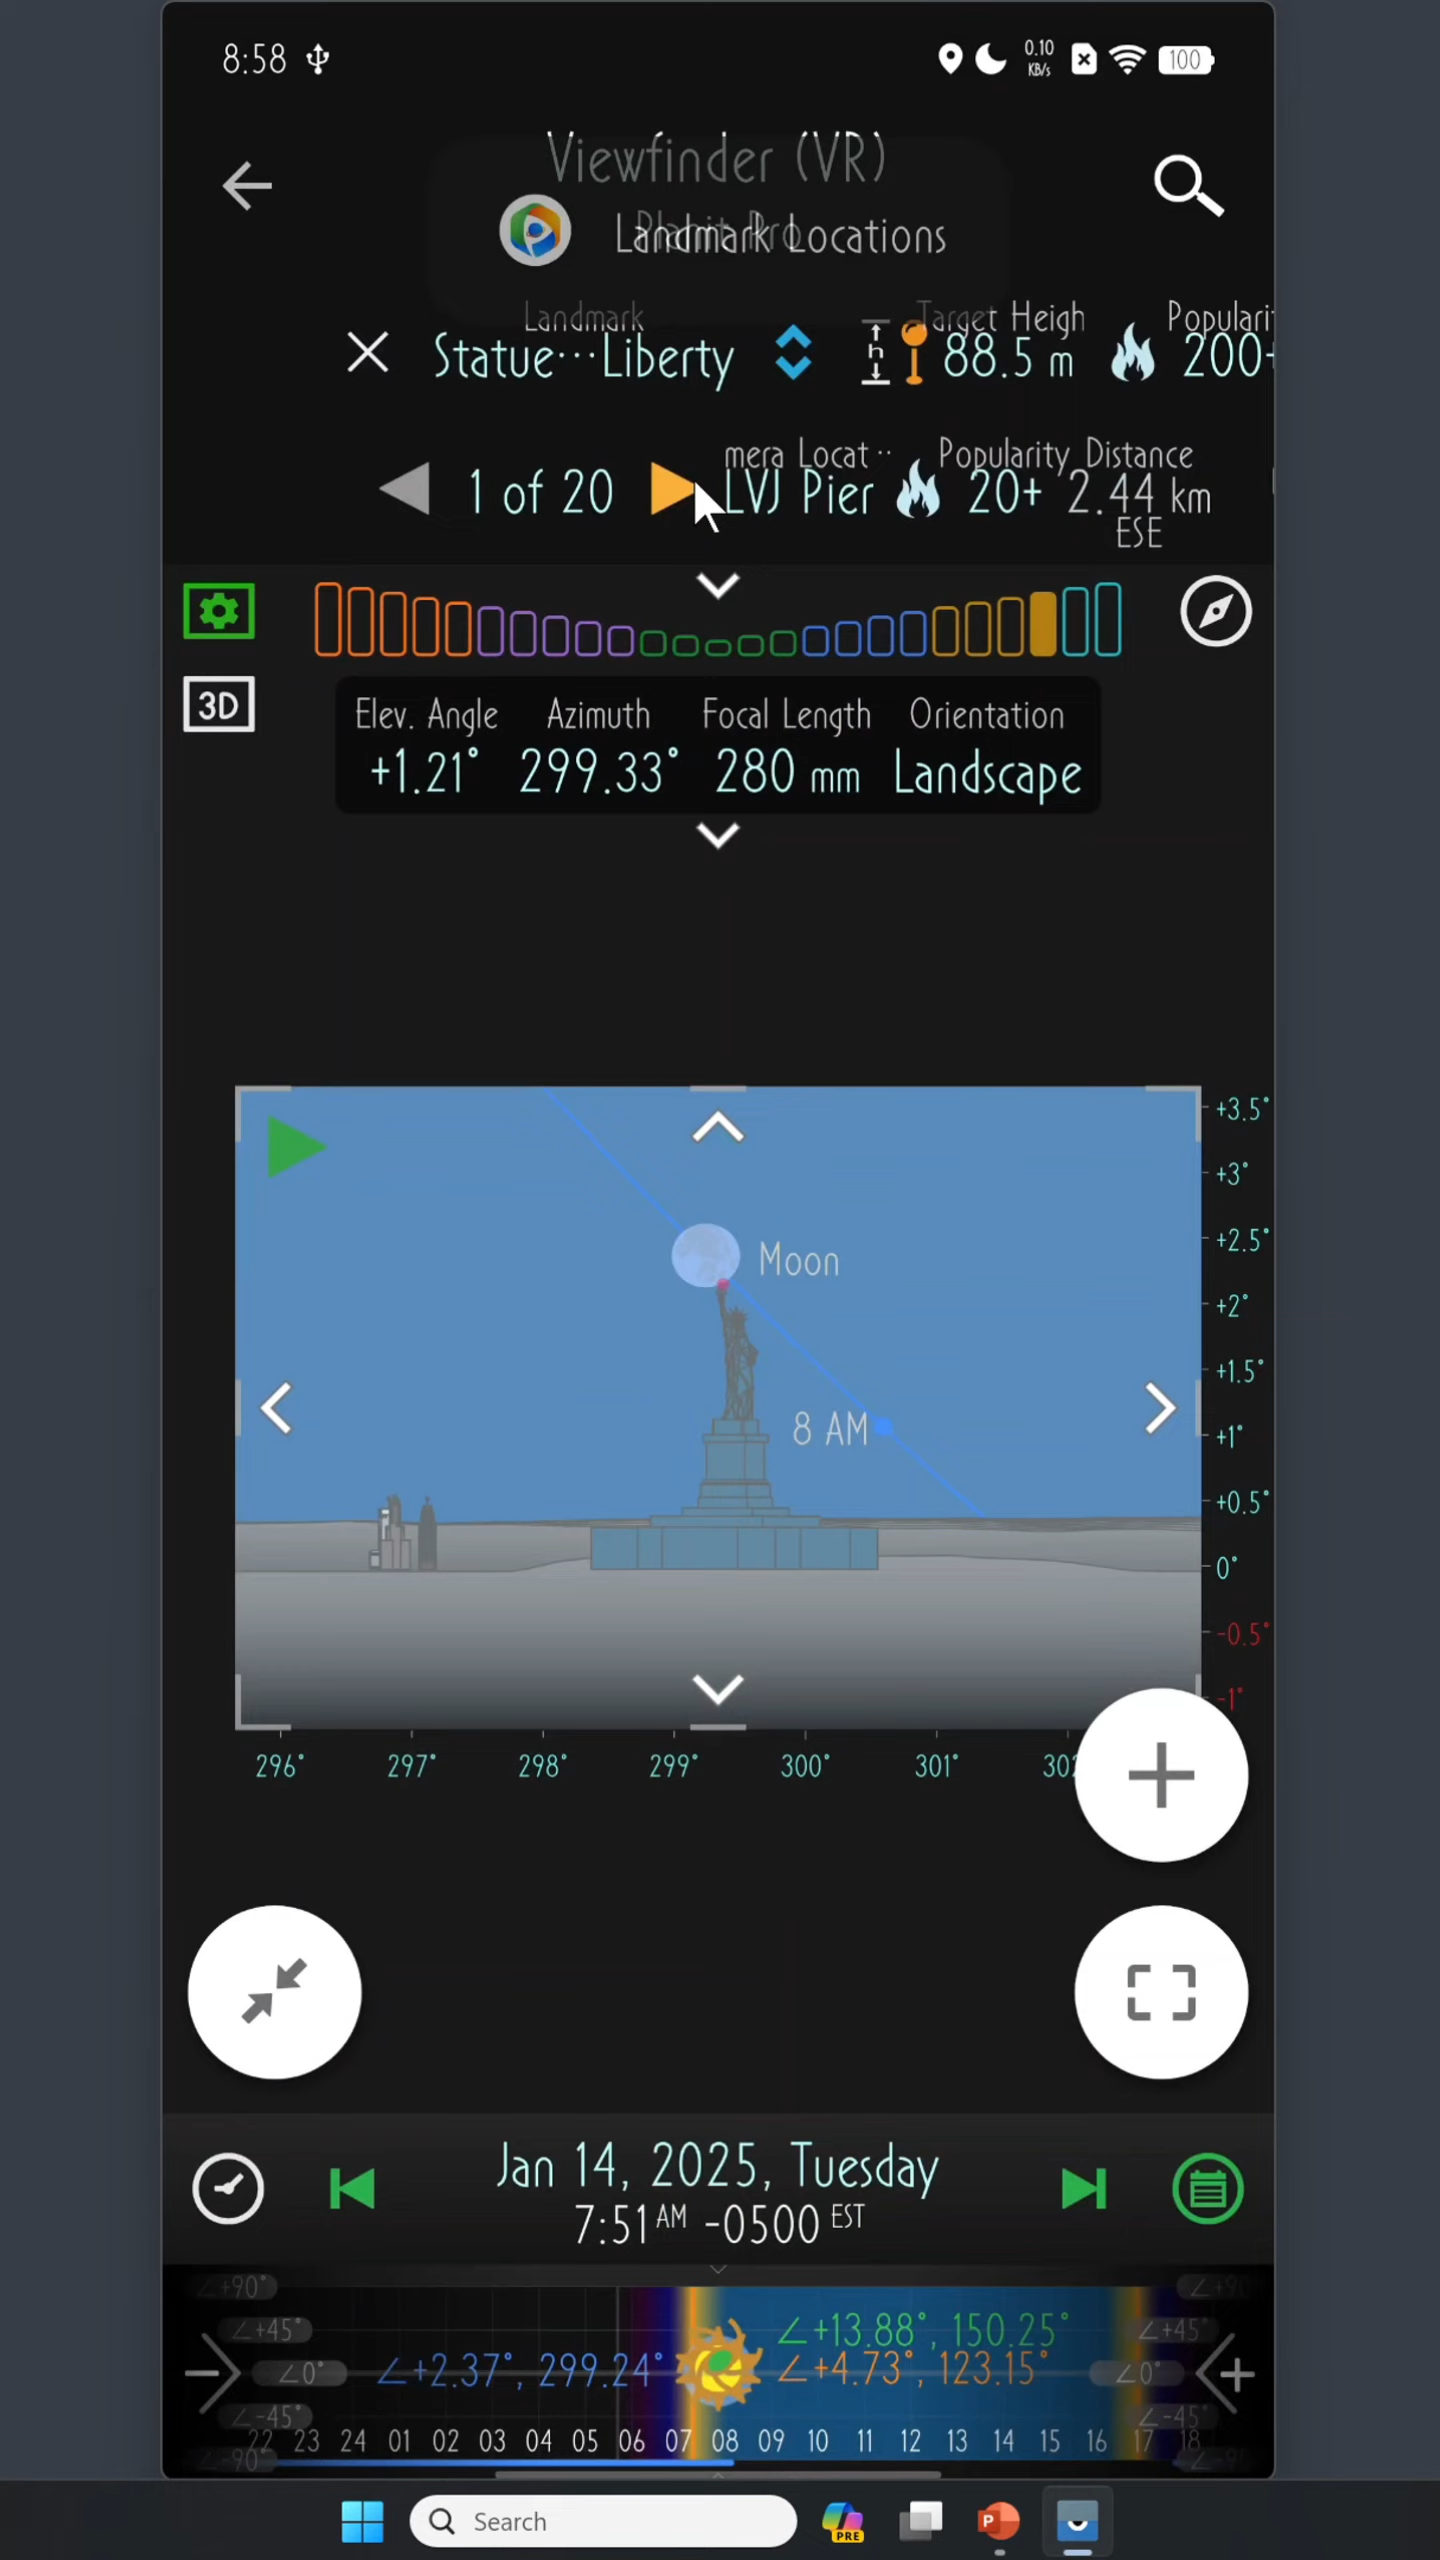 8:58
0.10 KB/s
100
Viewfinder (VR)
Landmark Locations
Landmark
Target Heigh
Populari
Statue···Liberty
h
88.5 m
200+
mera Locat··
Popularity
Distance
1 of 20
LVJ Pier
20+
2.44 km
ESE
3D
Elev. Angle
Azimuth
Focal Length
Orientation
+1.21°
299.33°
280 mm
Landscape
+3.5°
+3°
Moon
+2.5°
+2°
+1.5°
8 AM
+1°
+0.5°
0°
-0.5°
-1°
296°
297°
298°
299°
300°
301°
302
Jan 14, 2025, Tuesday
7:51 AM -0500 EST
∠+90°
∠+90
∠+45°
∠+13.88°, 150.25°
∠+45°
∠0°
∠+2.37°, 299.24°
∠+4.73°, 123.15°
∠0°
∠-45°
∠-45°
22 23 24 01 02 03 04 05 06 07 08 09 10 11 12 13 14 15 16 17 18
∠-90°
Search
PRE
P